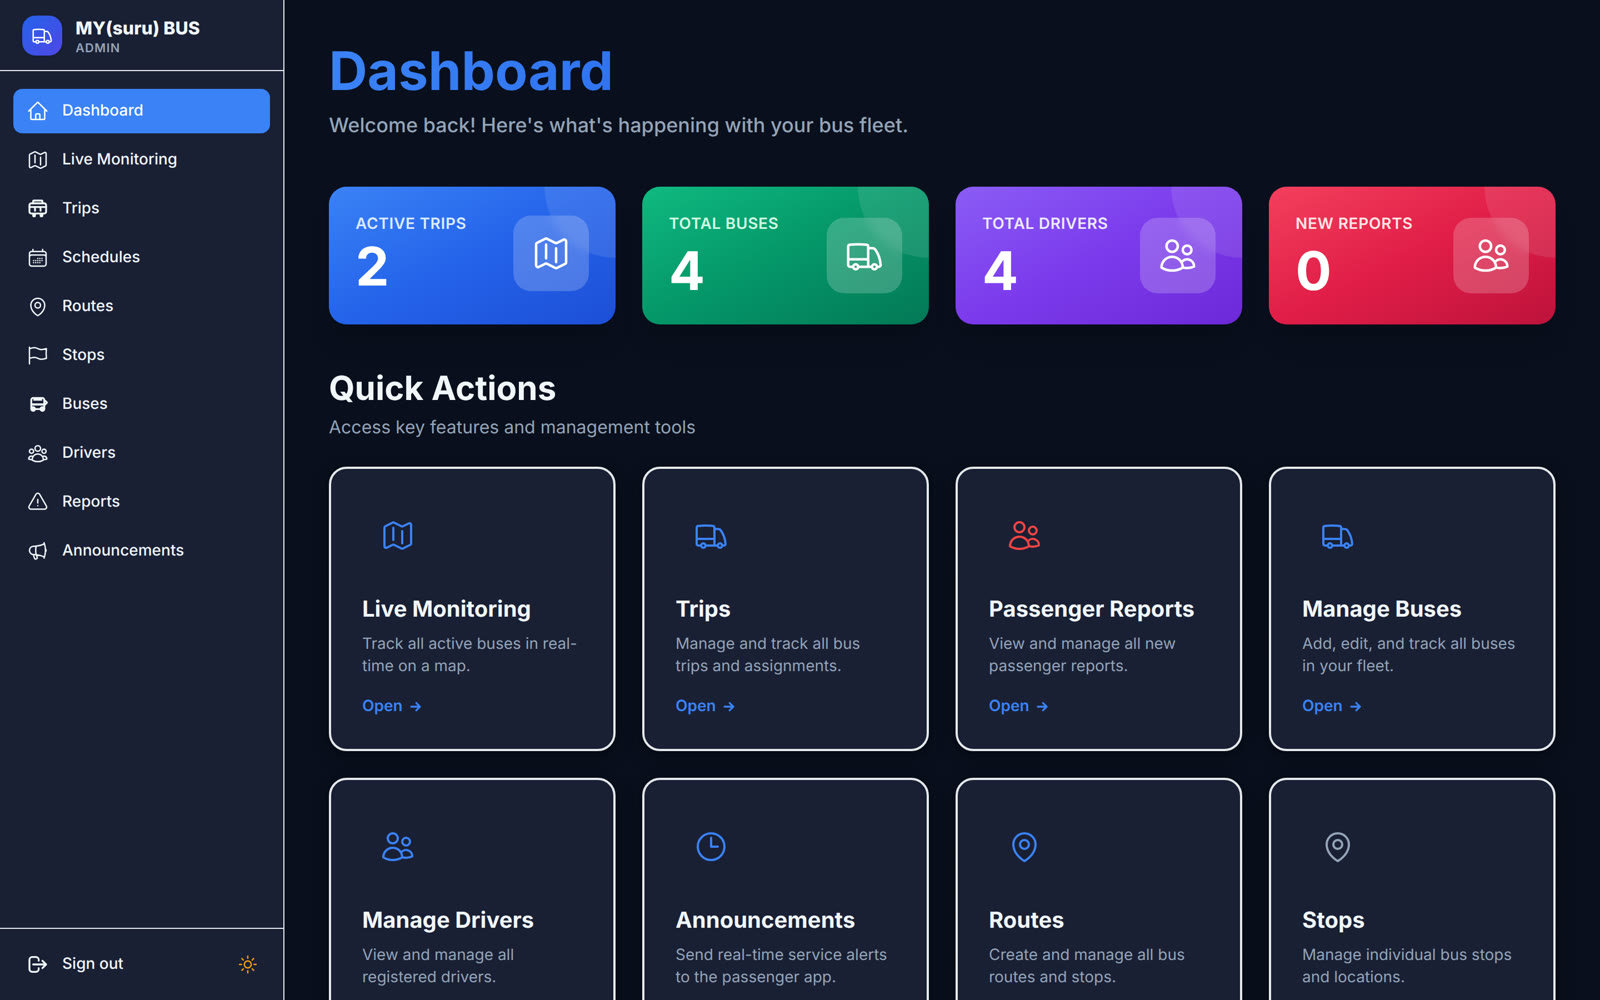 MY(suru) BUS
ADMIN
Dashboard
Live Monitoring
Trips
Schedules
Routes
Stops
Buses
Drivers
Reports
Announcements
Sign out
Dashboard
Welcome back! Here's what's happening with your bus fleet.
ACTIVE TRIPS
2
TOTAL BUSES
4
TOTAL DRIVERS
4
NEW REPORTS
0
Quick Actions
Access key features and management tools
Live Monitoring
Track all active buses in real-
time on a map.
Open →
Trips
Manage and track all bus
trips and assignments.
Open →
Passenger Reports
View and manage all new
passenger reports.
Open →
Manage Buses
Add, edit, and track all buses
in your fleet.
Open →
Manage Drivers
View and manage all
registered drivers.
Announcements
Send real-time service alerts
to the passenger app.
Routes
Create and manage all bus
routes and stops.
Stops
Manage individual bus stops
and locations.